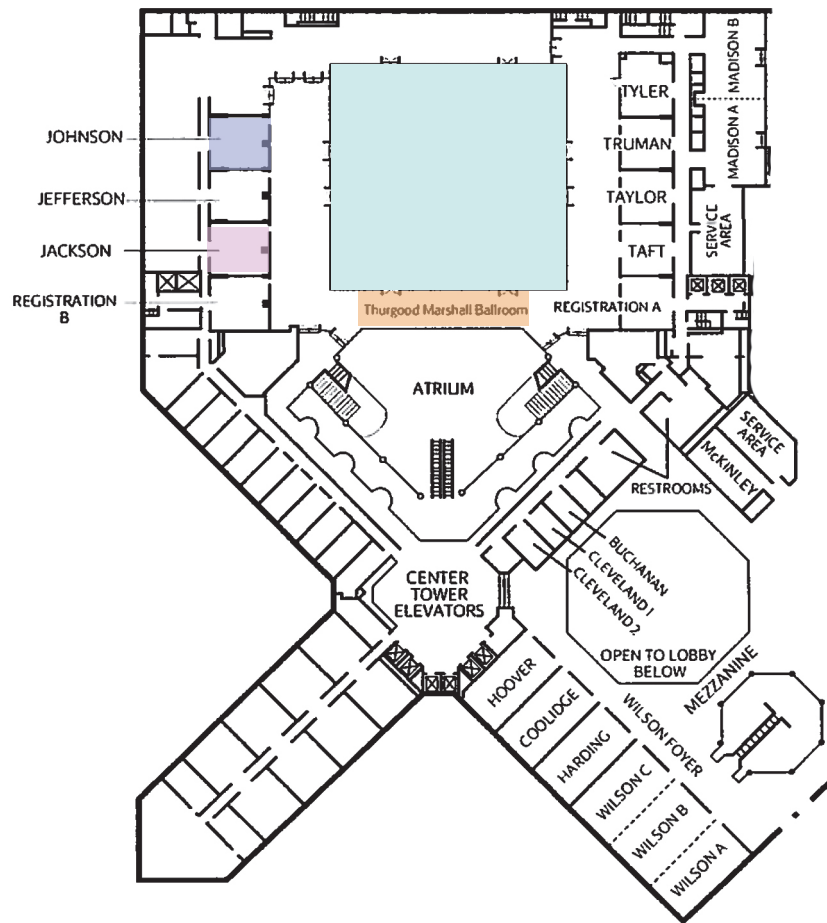 JOHNSON
JEFFERSON
JACKSON
REGISTRATION
B
TYLER
TRUMAN
TAYLOR
TAFT
REGISTRATION A
MADISON B
MADISON A
SERVICE
AREA
Thurgood Marshall Ballroom
ATRIUM
SERVICE
AREA
McKINLEY
RESTROOMS
BUCHANAN
CLEVELAND 1
CLEVELAND 2
CENTER
TOWER
ELEVATORS
OPEN TO LOBBY
BELOW
MEZZANINE
HOOVER
COOLIDGE
HARDING
WILSON C
WILSON B
WILSON A
WILSON FOYER